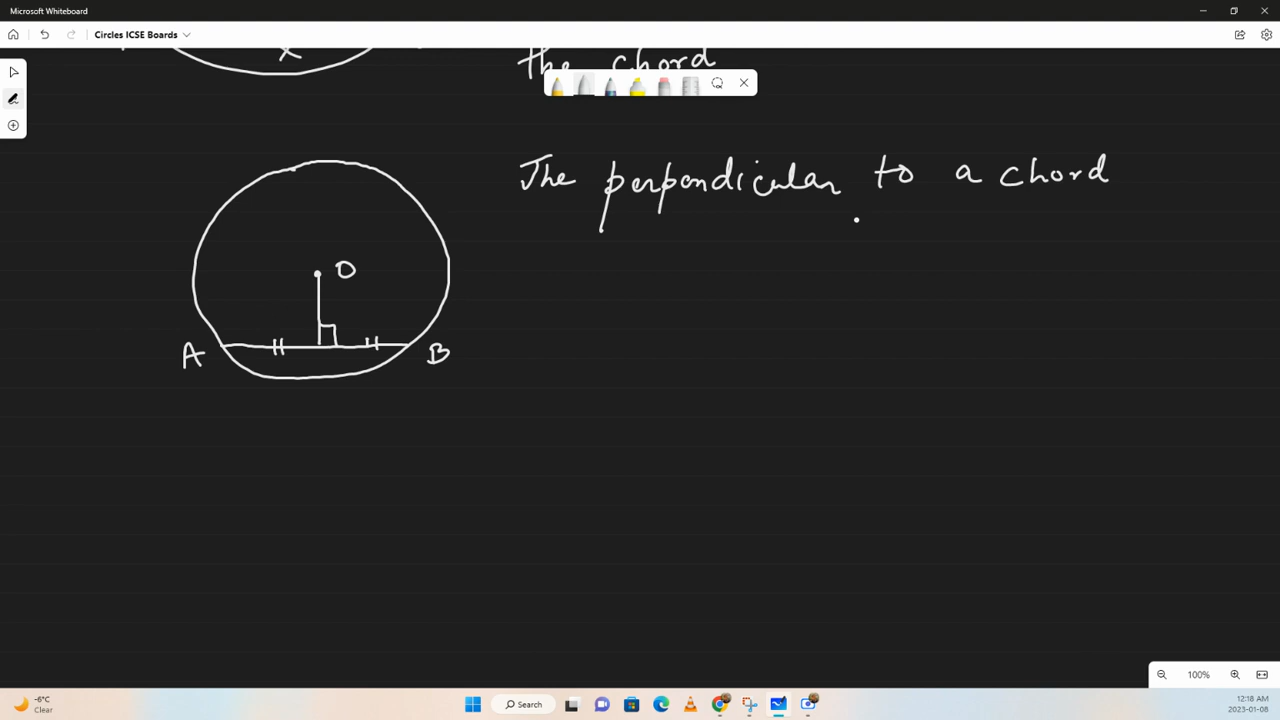 Microsoft Whiteboard
Circles ICSE Boards
the chord
The perpendicular to a chord
O
A
B
100%
-6°C
Clear
Search
12:18 AM
2023-01-08